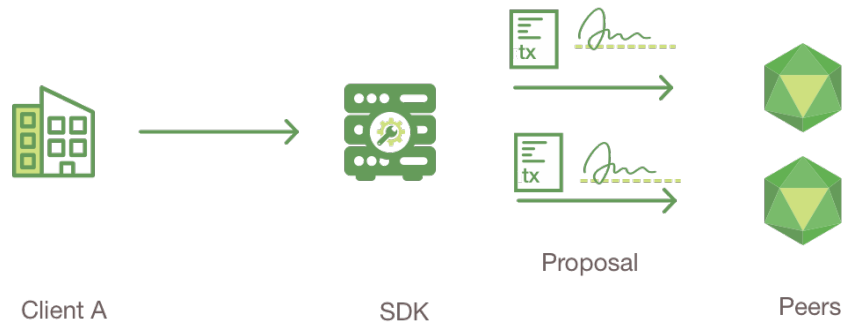 tx
tx
Proposal
Client A
SDK
Peers